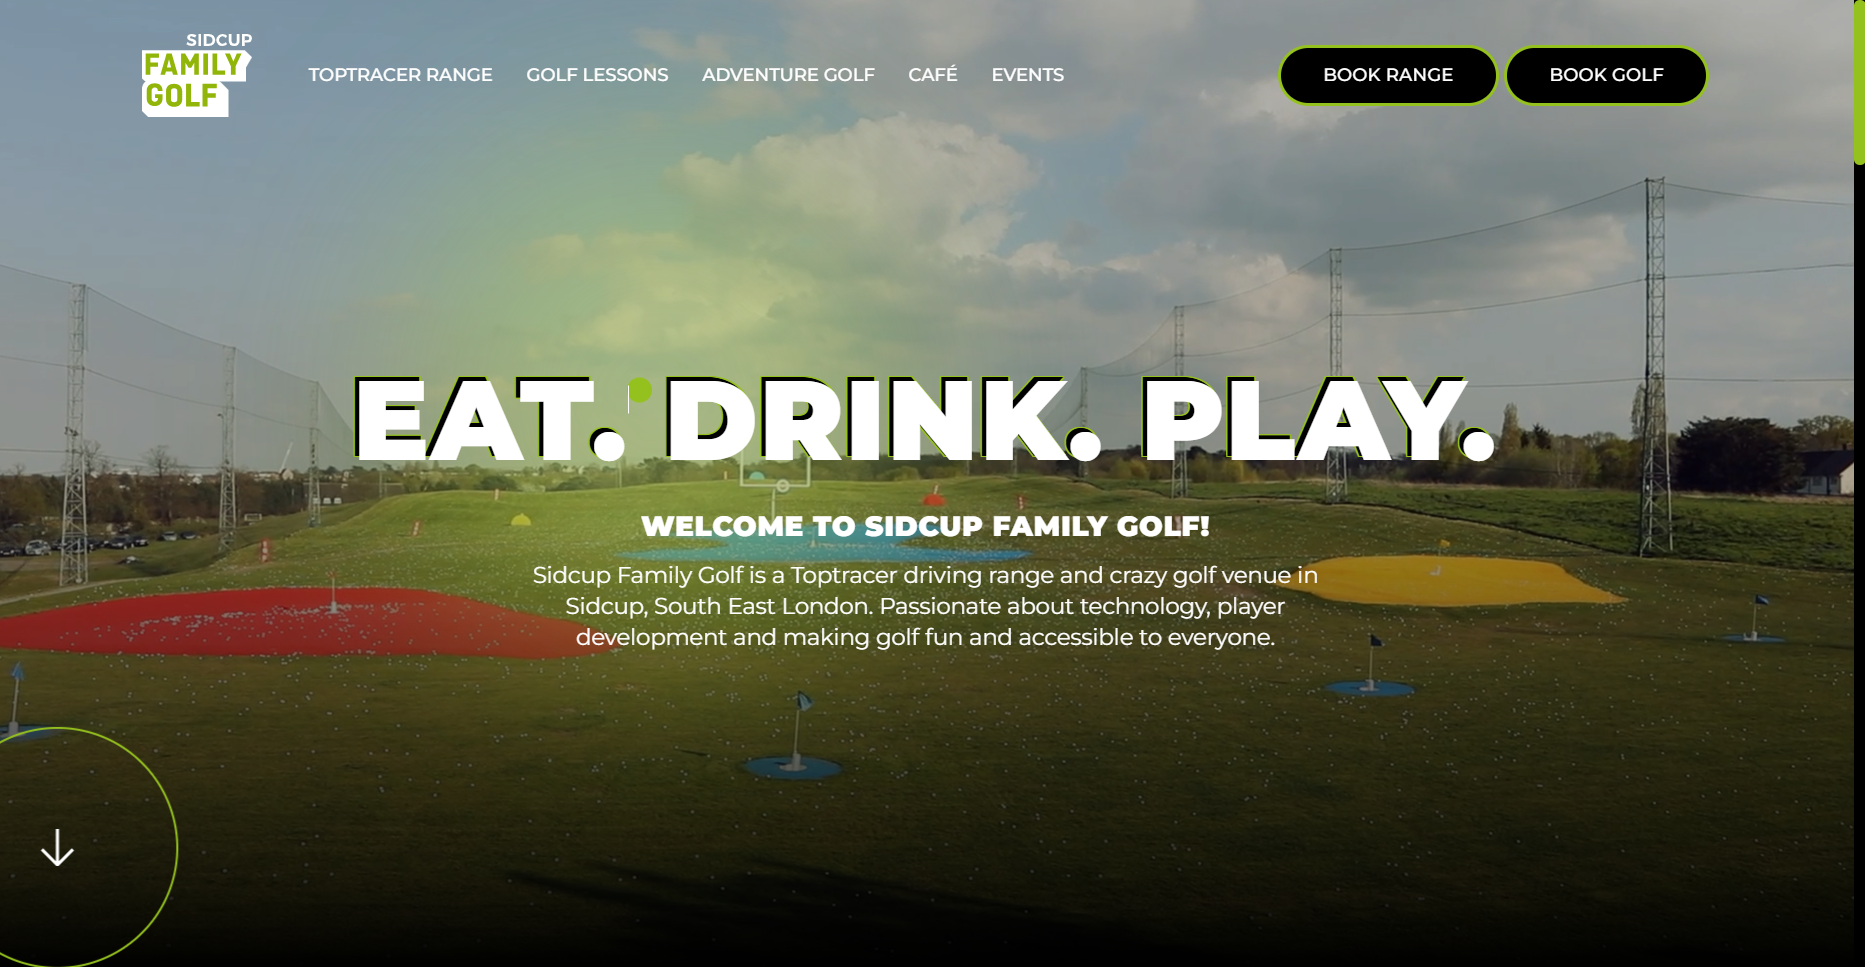 SIDCUP
FAMILY
GOLF
TOPTRACER RANGE
GOLF LESSONS
ADVENTURE GOLF
CAFÉ
EVENTS
BOOK RANGE
BOOK GOLF
EAT. DRINK. PLAY.
WELCOME TO SIDCUP FAMILY GOLF!
Sidcup Family Golf is a Toptracer driving range and crazy golf venue in
Sidcup, South East London. Passionate about technology, player
development and making golf fun and accessible to everyone.